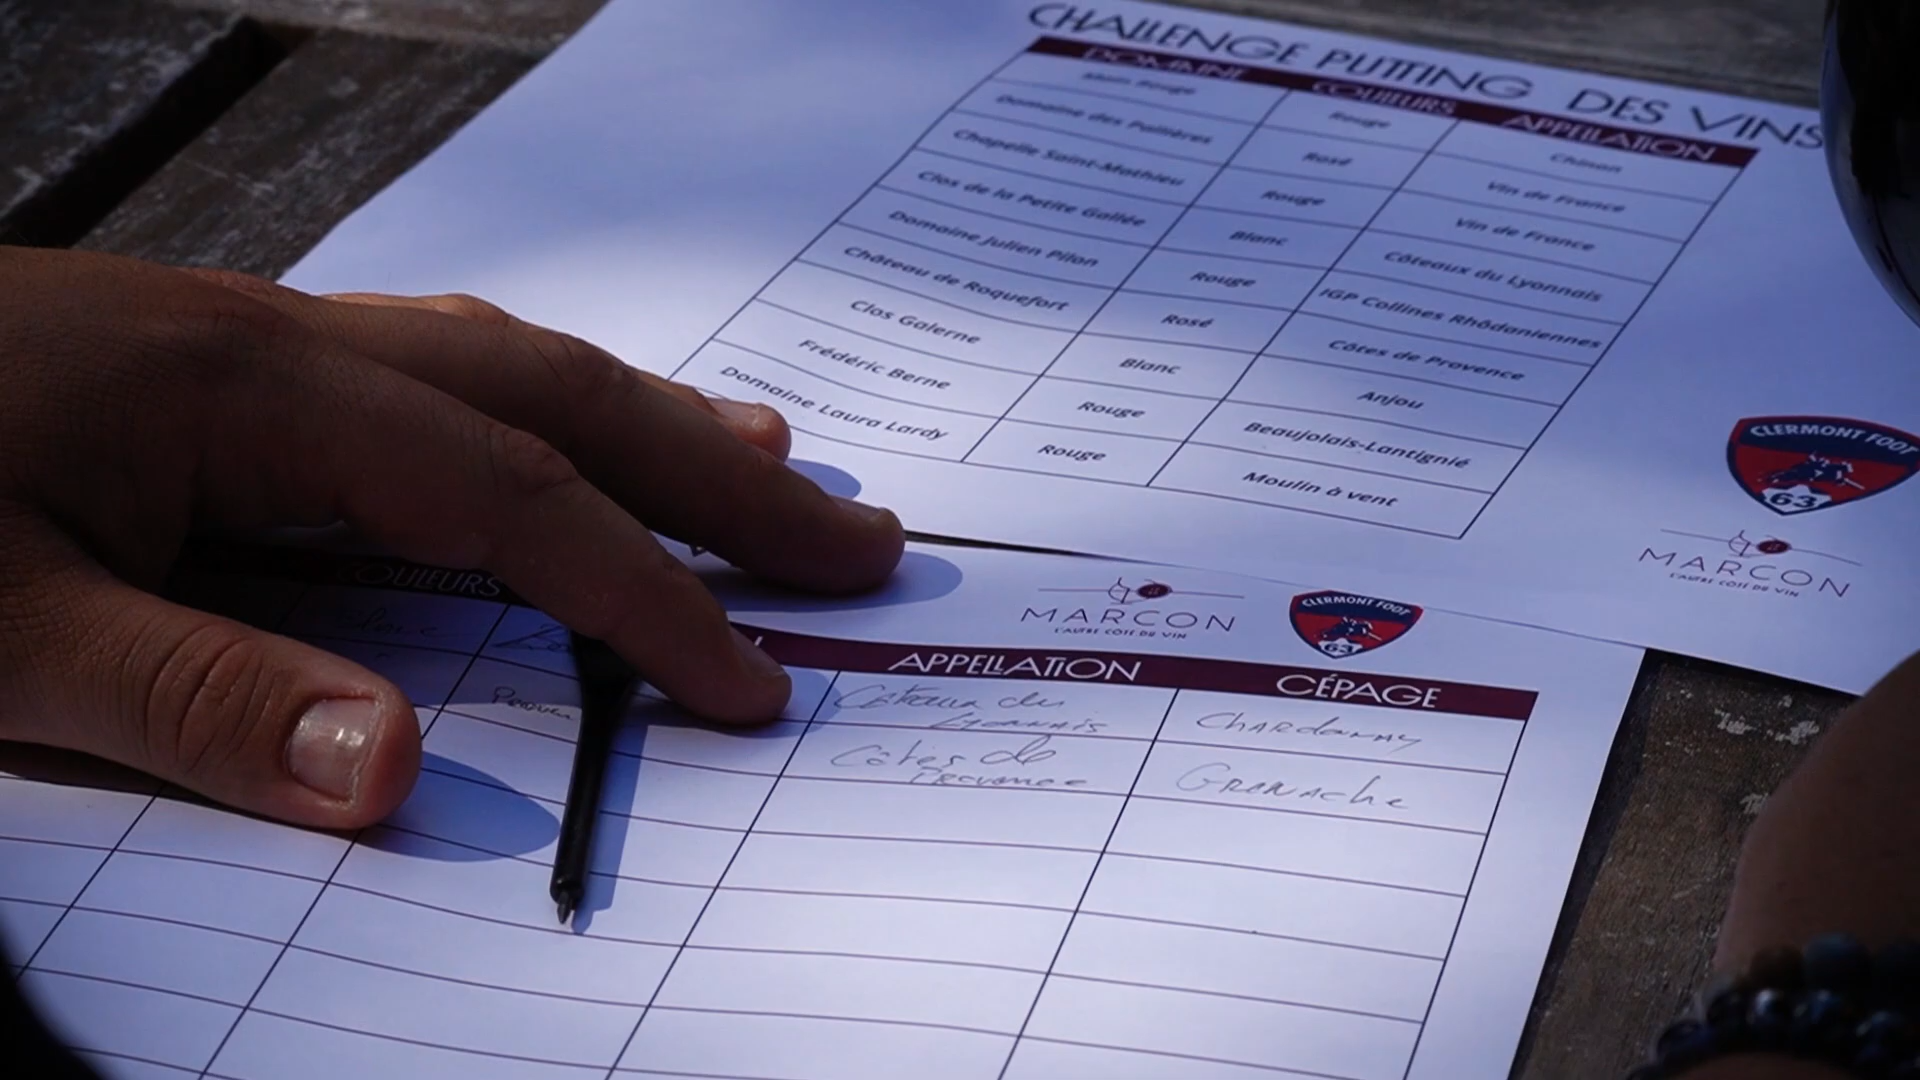 CHALLENGE PUTTING DES VINS
DOMAINE COULEURS APPELLATION
Rouge Chinon
Domaine des Pallières Rosé Vin de France
Chapelle Saint-Mathieu Rouge Vin de France
Clos de la Petite Gallée Blanc Côteaux du Lyonnais
Domaine Julien Pilon Rouge IGP Collines Rhôdaniennes
Château de Roquefort Rosé Côtes de Provence
Clos Galerne Blanc Anjou
Frédéric Berne Rouge Beaujolais-Lantignié
Domaine Laura Lardy Rouge Moulin à vent
CLERMONT FOOT
63
MARCON
L'AUTRE CÔTÉ DU VIN
MARCON
L'AUTRE CÔTÉ DU VIN
CLERMONT FOOT
63
COULEURS APPELLATION CÉPAGE
Coteaux du
Lyonnais
Chardonnay
Côtes de
Provence
Grenache